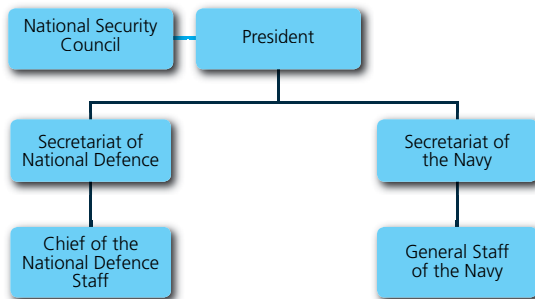 National Security
Council
President
Secretariat of
National Defence
Secretariat of
the Navy
Chief of the
National Defence
Staff
General Staff
of the Navy